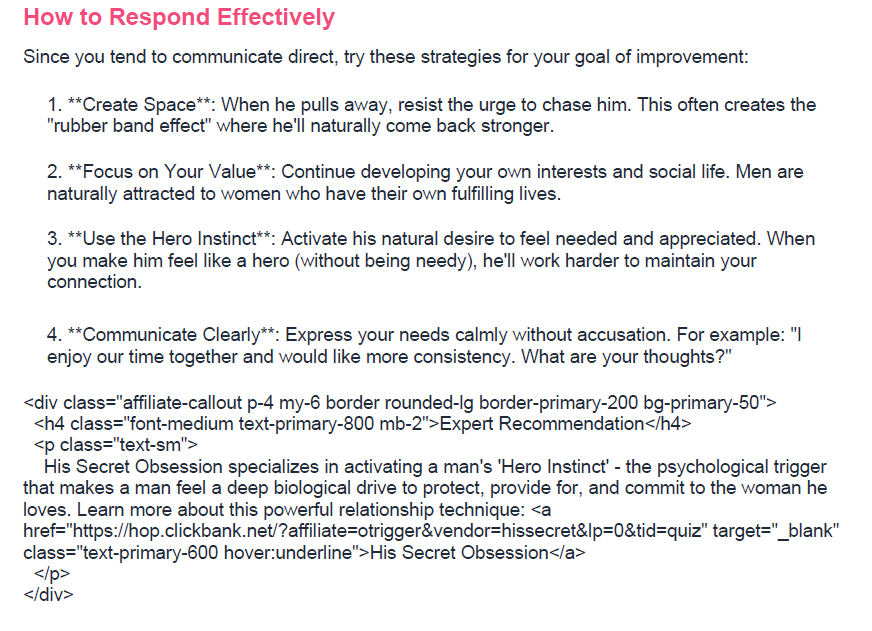 How to Respond Effectively
Since you tend to communicate direct, try these strategies for your goal of improvement:
1. **Create Space**: When he pulls away, resist the urge to chase him. This often creates the
"rubber band effect" where he'll naturally come back stronger.
2. **Focus on Your Value**: Continue developing your own interests and social life. Men are
naturally attracted to women who have their own fulfilling lives.
3. **Use the Hero Instinct**: Activate his natural desire to feel needed and appreciated. When
you make him feel like a hero (without being needy), he'll work harder to maintain your
connection.
4. **Communicate Clearly**: Express your needs calmly without accusation. For example: "I
enjoy our time together and would like more consistency. What are your thoughts?"
<div class="affiliate-callout p-4 my-6 border rounded-lg border-primary-200 bg-primary-50">
<h4 class="font-medium text-primary-800 mb-2">Expert Recommendation</h4>
<p class="text-sm">
His Secret Obsession specializes in activating a man's 'Hero Instinct' - the psychological trigger
that makes a man feel a deep biological drive to protect, provide for, and commit to the woman he
loves. Learn more about this powerful relationship technique: <a
href="https://hop.clickbank.net/?affiliate=otrigger&vendor=hissecret&lp=0&tid=quiz" target="_blank"
class="text-primary-600 hover:underline">His Secret Obsession</a>
</p>
</div>